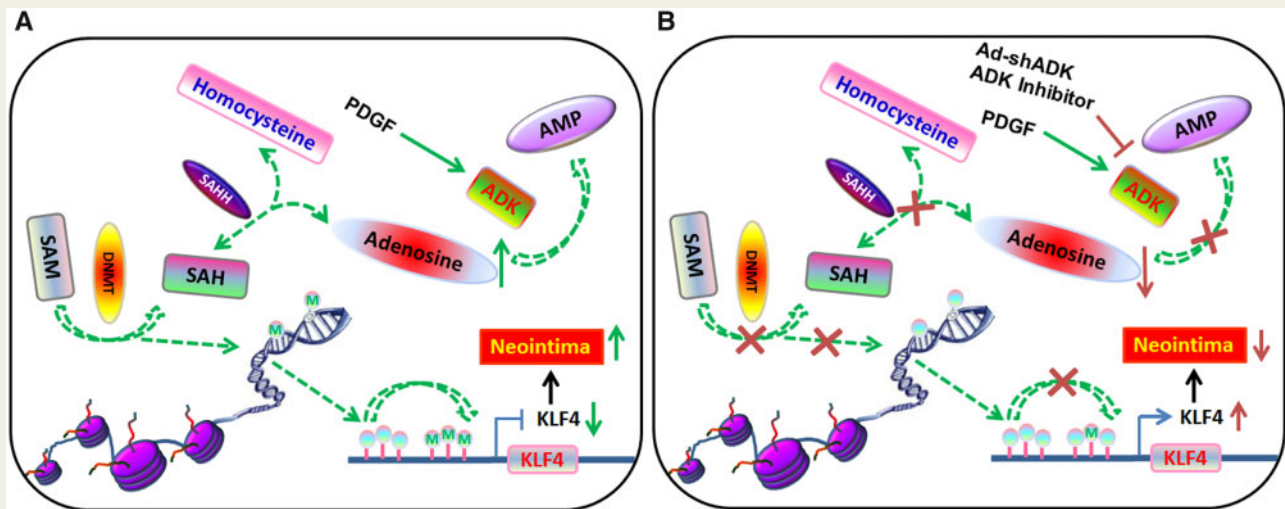 A
Homocysteine
PDGF
AMP
SAHH
ADK
SAM
DNMT
SAH
Adenosine
M
M
Neointima
KLF4
M M M
KLF4
B
Ad-shADK
ADK Inhibitor
Homocysteine
PDGF
AMP
SAHH
ADK
SAM
DNMT
SAH
Adenosine
Neointima
KLF4
M
KLF4